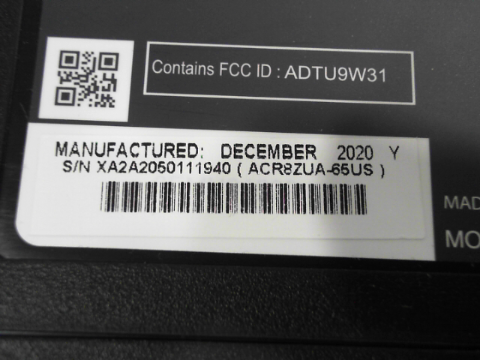 Contains FCC ID : ADTU9W31
MANUFACTURED: DECEMBER 2020 Y
S/N XA2A2050111940 ( ACR8ZUA-65US )
MAD
MO